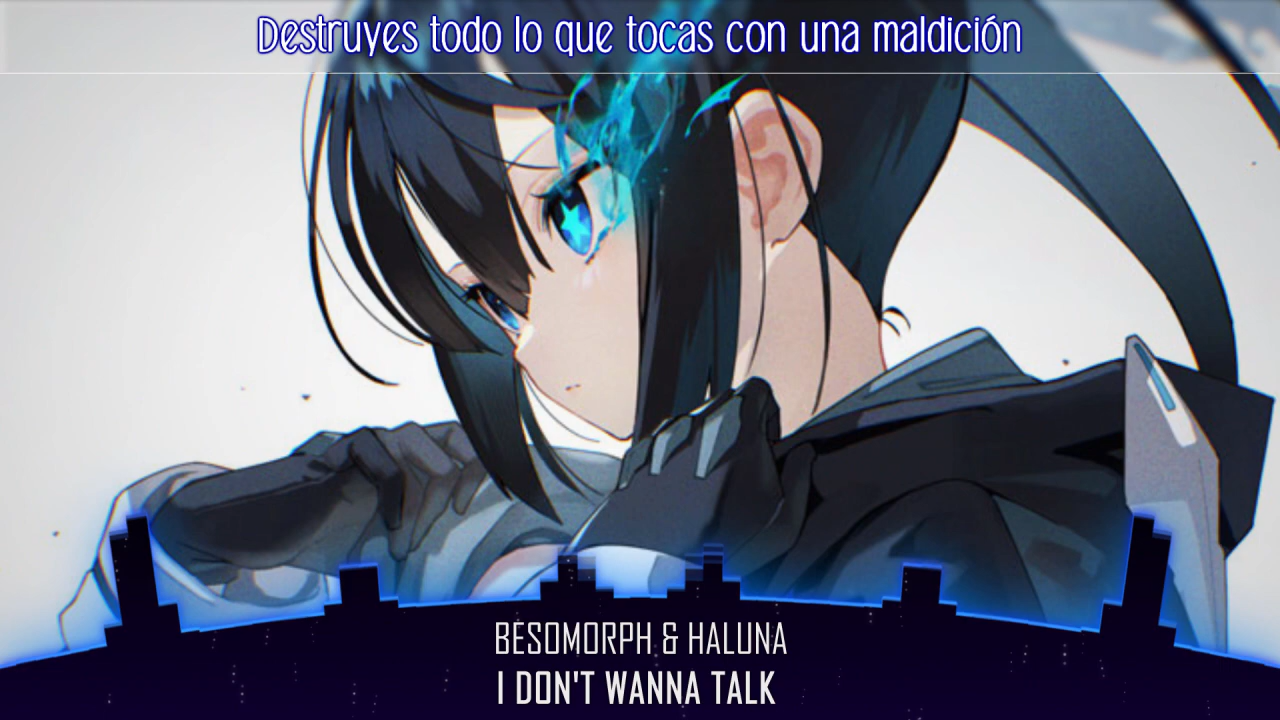 Destruyes todo lo que tocas con una maldición
BESOMORPH & HALUNA
I DON'T WANNA TALK